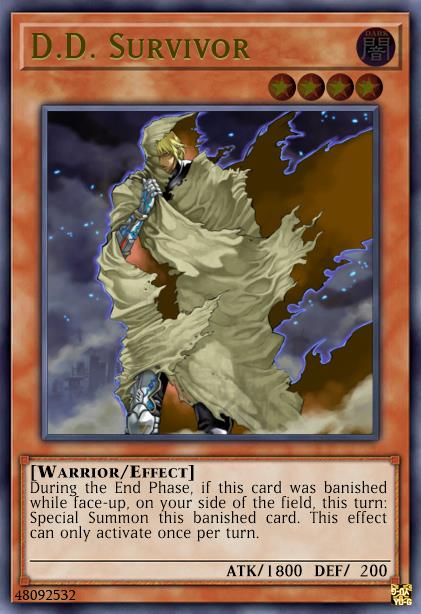 D.D. Survivor
DARK
闇
[Warrior/Effect]
During the End Phase, if this card was banished
while face-up, on your side of the field, this turn:
Special Summon this banished card. This effect
can only activate once per turn.
ATK/1800 DEF/ 200
48092532